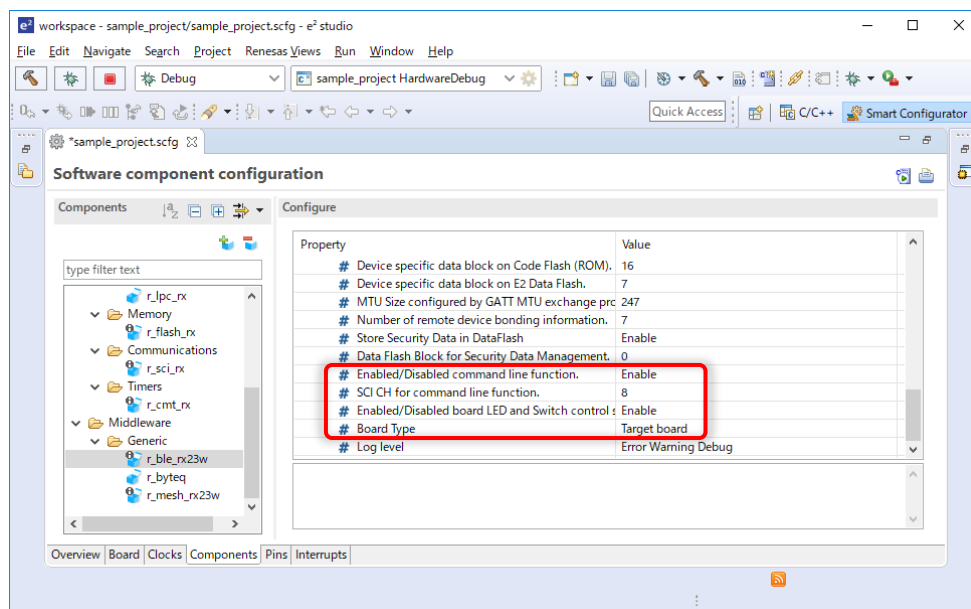 workspace - sample_project/sample_project.scfg - e² studio
File Edit Navigate Search Project Renesas Views Run Window Help
Debug
sample_project HardwareDebug
Quick Access
C/C++
Smart Configurator
*sample_project.scfg
Software component configuration
Components
Configure
type filter text
r_lpc_rx
Memory
r_flash_rx
Communications
r_sci_rx
Timers
r_cmt_rx
Middleware
Generic
r_ble_rx23w
r_byteq
r_mesh_rx23w
Property Value
# Device specific data block on Code Flash (ROM). 16
# Device specific data block on E2 Data Flash. 7
# MTU Size configured by GATT MTU exchange prc 247
# Number of remote device bonding information. 7
# Store Security Data in DataFlash Enable
# Data Flash Block for Security Data Management. 0
# Enabled/Disabled command line function. Enable
# SCI CH for command line function. 8
# Enabled/Disabled board LED and Switch control s Enable
# Board Type Target board
# Log level Error Warning Debug
Overview Board Clocks Components Pins Interrupts